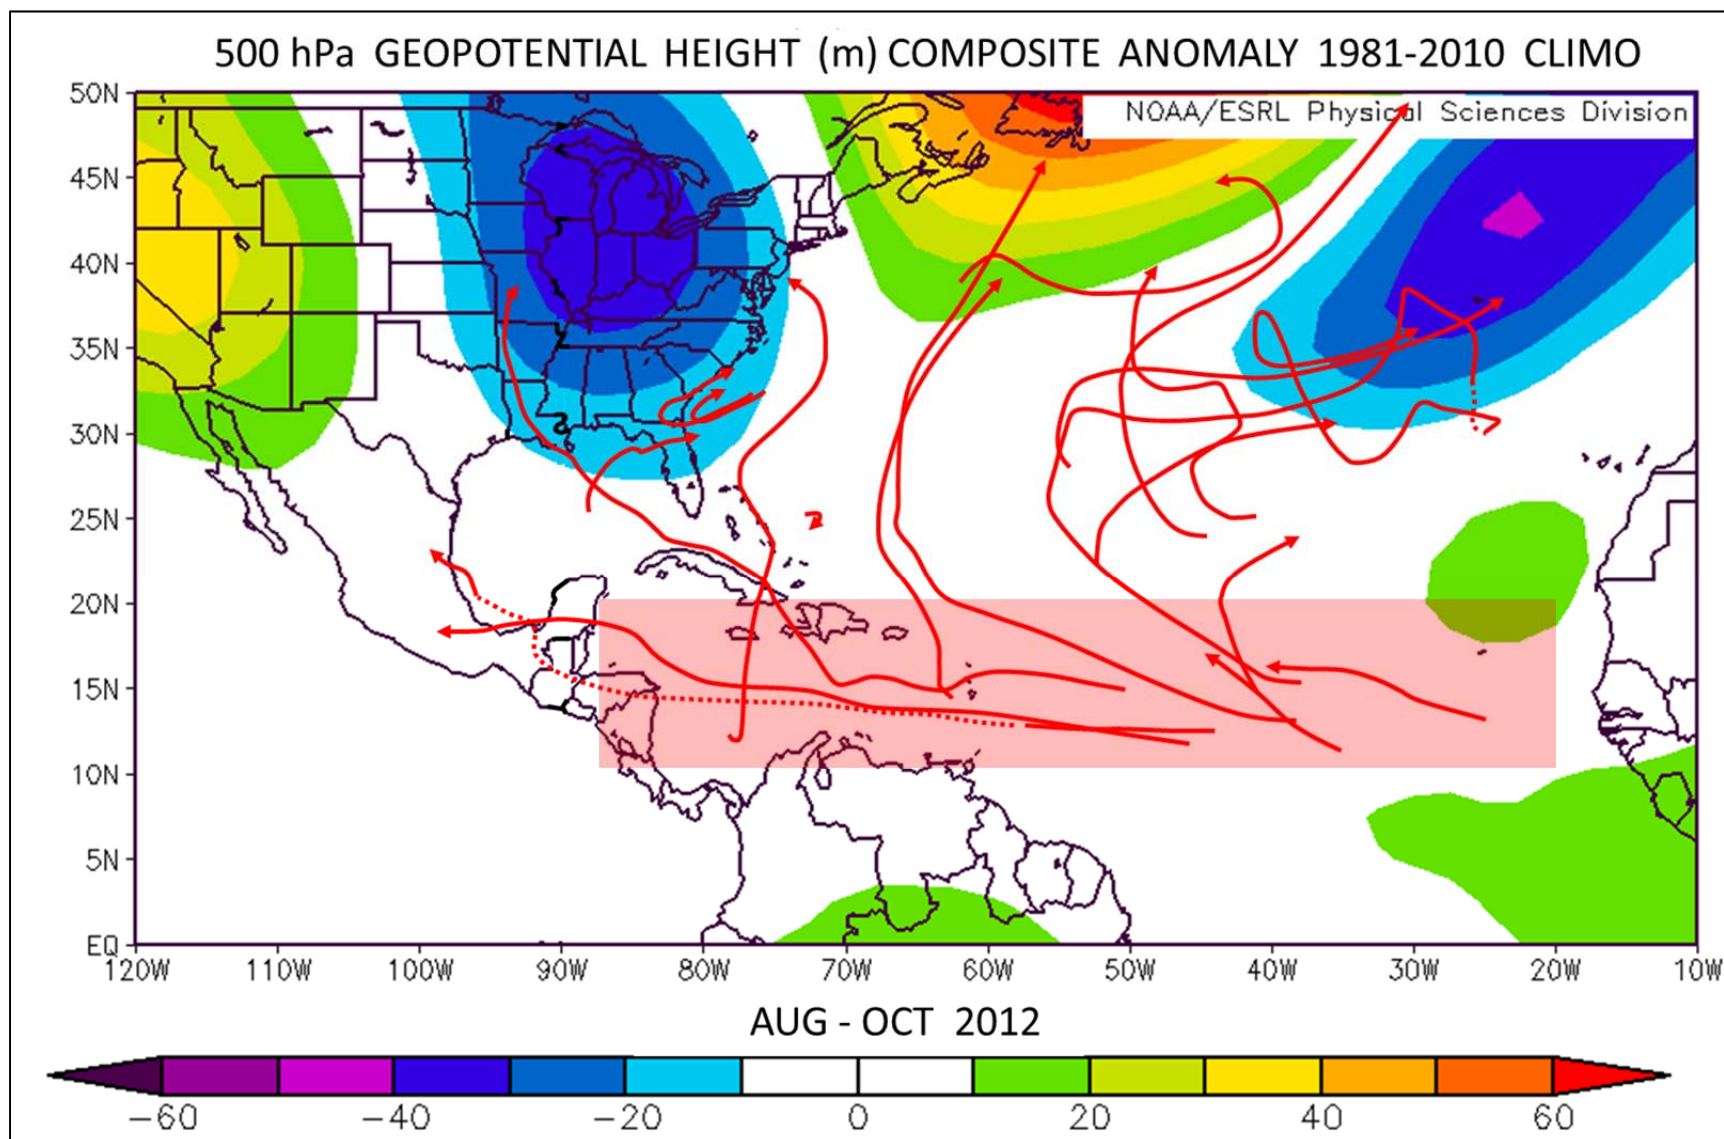 500 hPa GEOPOTENTIAL HEIGHT (m) COMPOSITE ANOMALY 1981-2010 CLIMO
NOAA/ESRL Physical Sciences Division
50N
45N
40N
35N
30N
25N
20N
15N
10N
5N
EQ
120W 110W 100W 90W 80W 70W 60W 50W 40W 30W 20W 10W
AUG - OCT 2012
−60 −40 −20 0 20 40 60